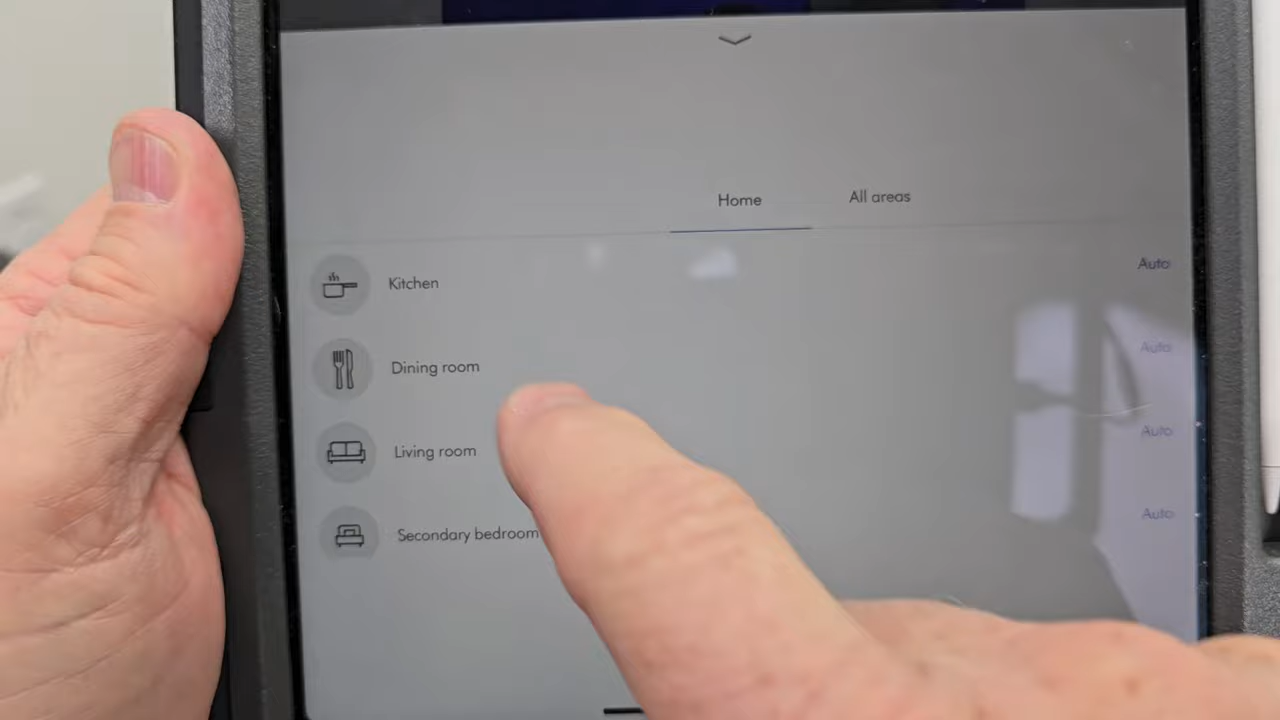 Home
All areas
Kitchen
Auto
Dining room
Auto
Living room
Auto
Secondary bedroom
Auto